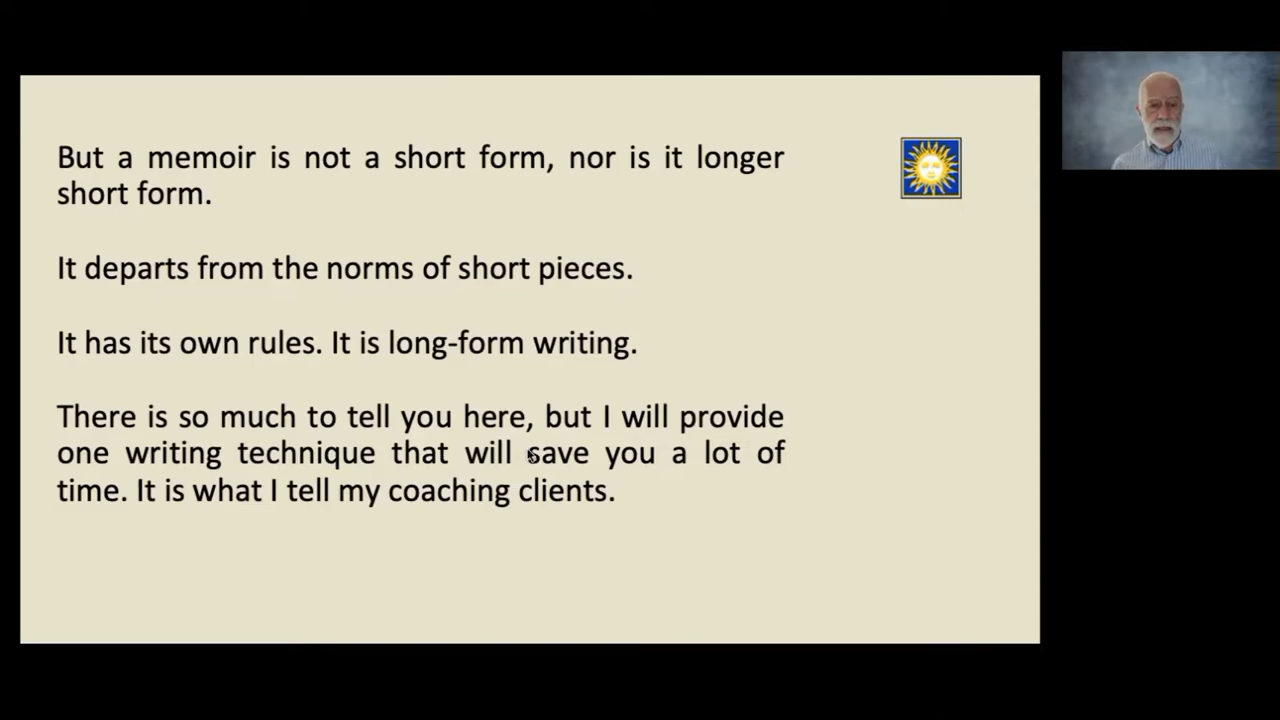 But a memoir is not a short form, nor is it longer
short form.
It departs from the norms of short pieces.
It has its own rules. It is long-form writing.
There is so much to tell you here, but I will provide
one writing technique that will save you a lot of
time. It is what I tell my coaching clients.